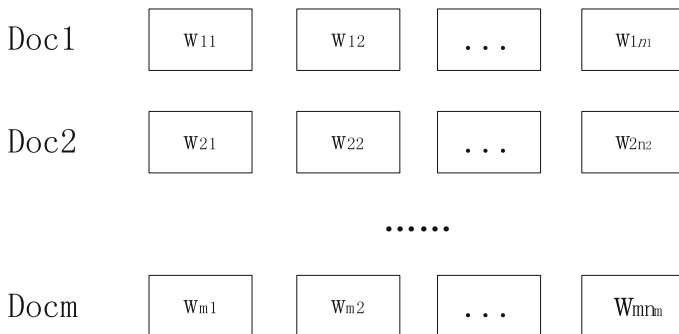 Doc1 w11 w12 ... w1n1
Doc2 w21 w22 ... w2n2
......
Docm wm1 wm2 ... wmnm